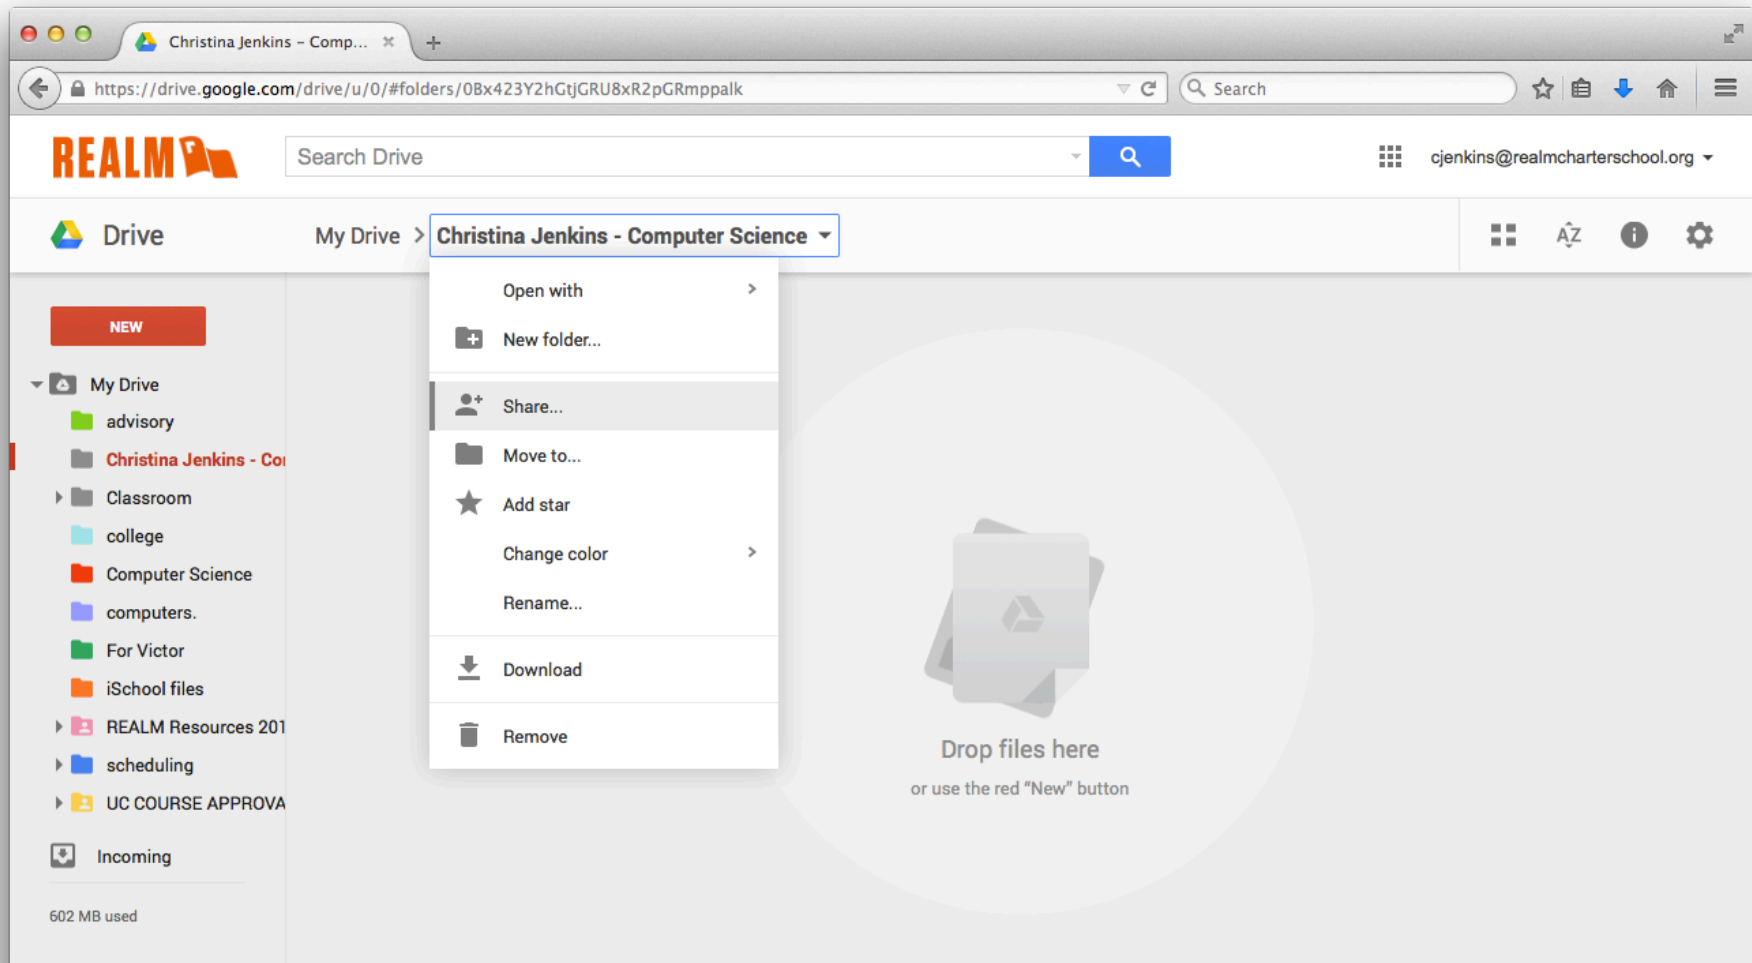 Christina Jenkins – Comp...
https://drive.google.com/drive/u/0/#folders/0Bx423Y2hGtjGRU8xR2pGRmppalk
Search
REALM
Search Drive
cjenkins@realmcharterschool.org
Drive
My Drive > Christina Jenkins - Computer Science
Open with
New folder...
Share...
Move to...
Add star
Change color
Rename...
Download
Remove
NEW
My Drive
advisory
Christina Jenkins - Co
Classroom
college
Computer Science
computers.
For Victor
iSchool files
REALM Resources 201
scheduling
UC COURSE APPROVA
Incoming
602 MB used
Drop files here
or use the red “New” button